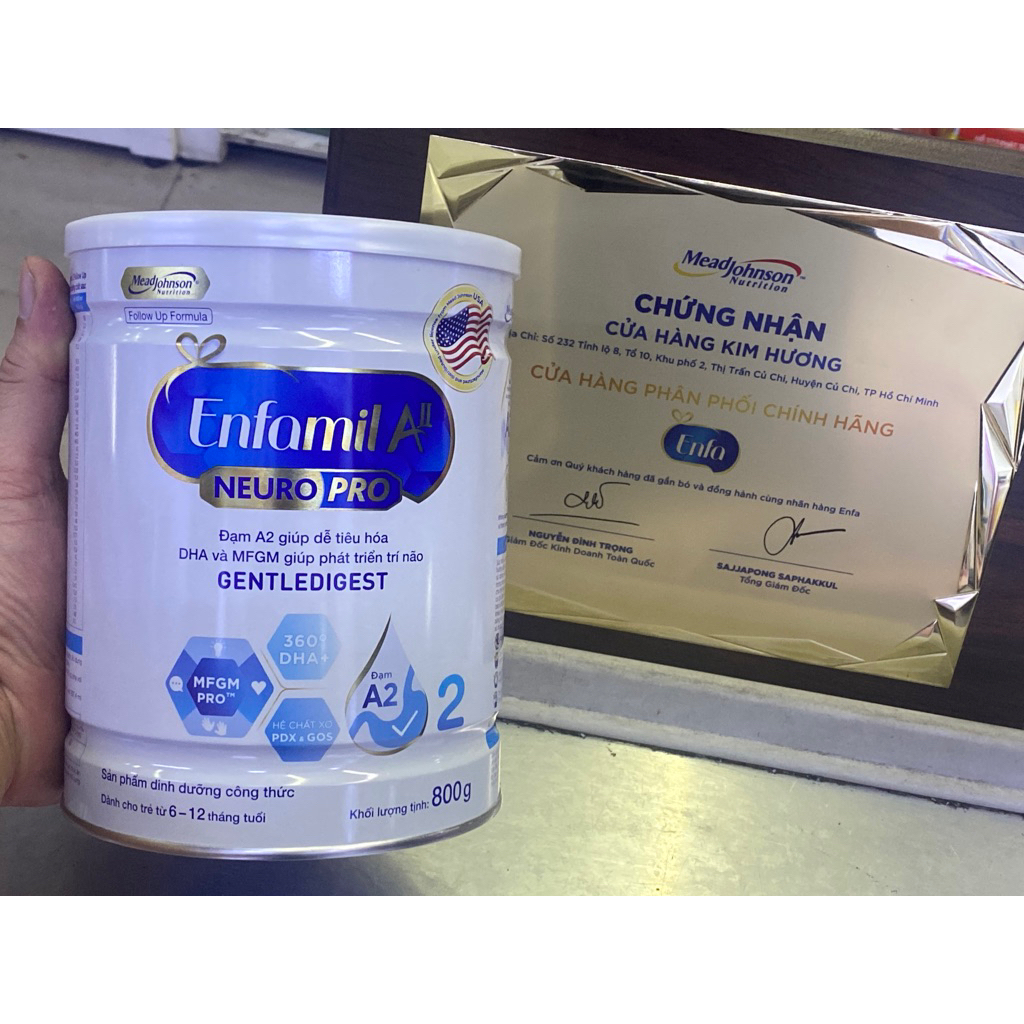 MeadJohnson™
Nutrition
Follow Up Formula
USA
Enfamil AII
NEURO PRO
Đạm A2 giúp dễ tiêu hóa
DHA và MFGM giúp phát triển trí não
GENTLEDIGEST
360°
DHA+
MFGM
PRO™
HỆ CHẤT XƠ
PDX & GOS
Đạm
A2
2
Sản phẩm dinh dưỡng công thức
Dành cho trẻ từ 6-12 tháng tuổi
Khối lượng tịnh: 800g
MeadJohnson™
Nutrition
CHỨNG NHẬN
CỬA HÀNG KIM HƯƠNG
Chỉ: Số 232 Tỉnh lộ 8, Tổ 10, Khu phố 2, Thị Trấn Củ Chi, Huyện Củ Chi, TP Hồ Chí Minh
CỬA HÀNG PHÂN PHỐI CHÍNH HÃNG
Enfa
Cảm ơn Quý khách hàng đã gắn bó và đồng hành cùng nhãn hàng Enfa
NGUYỄN ĐÌNH TRỌNG
Giám Đốc Kinh Doanh Toàn Quốc
SAJJAPONG SAPHAKKUL
Tổng Giám Đốc